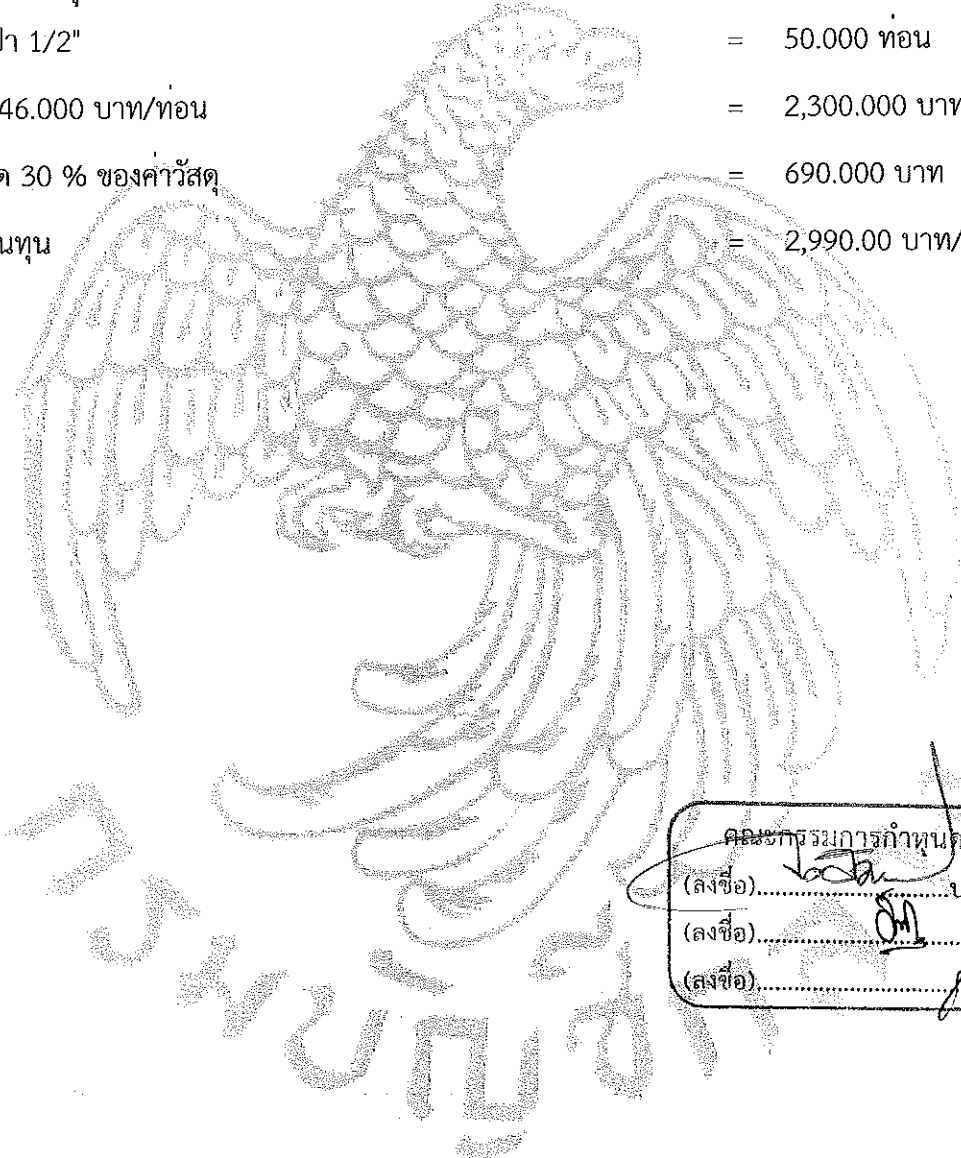 ปา 1/2" = 50.000 ท่อน
46.000 บาท/ท่อน = 2,300.000 บาท
ด 30 % ของค่าวัสดุ = 690.000 บาท
นทุน = 2,990.00 บาท/
คณะกรรมการกำหนด
(ลงชื่อ)
(ลงชื่อ)
(ลงชื่อ)